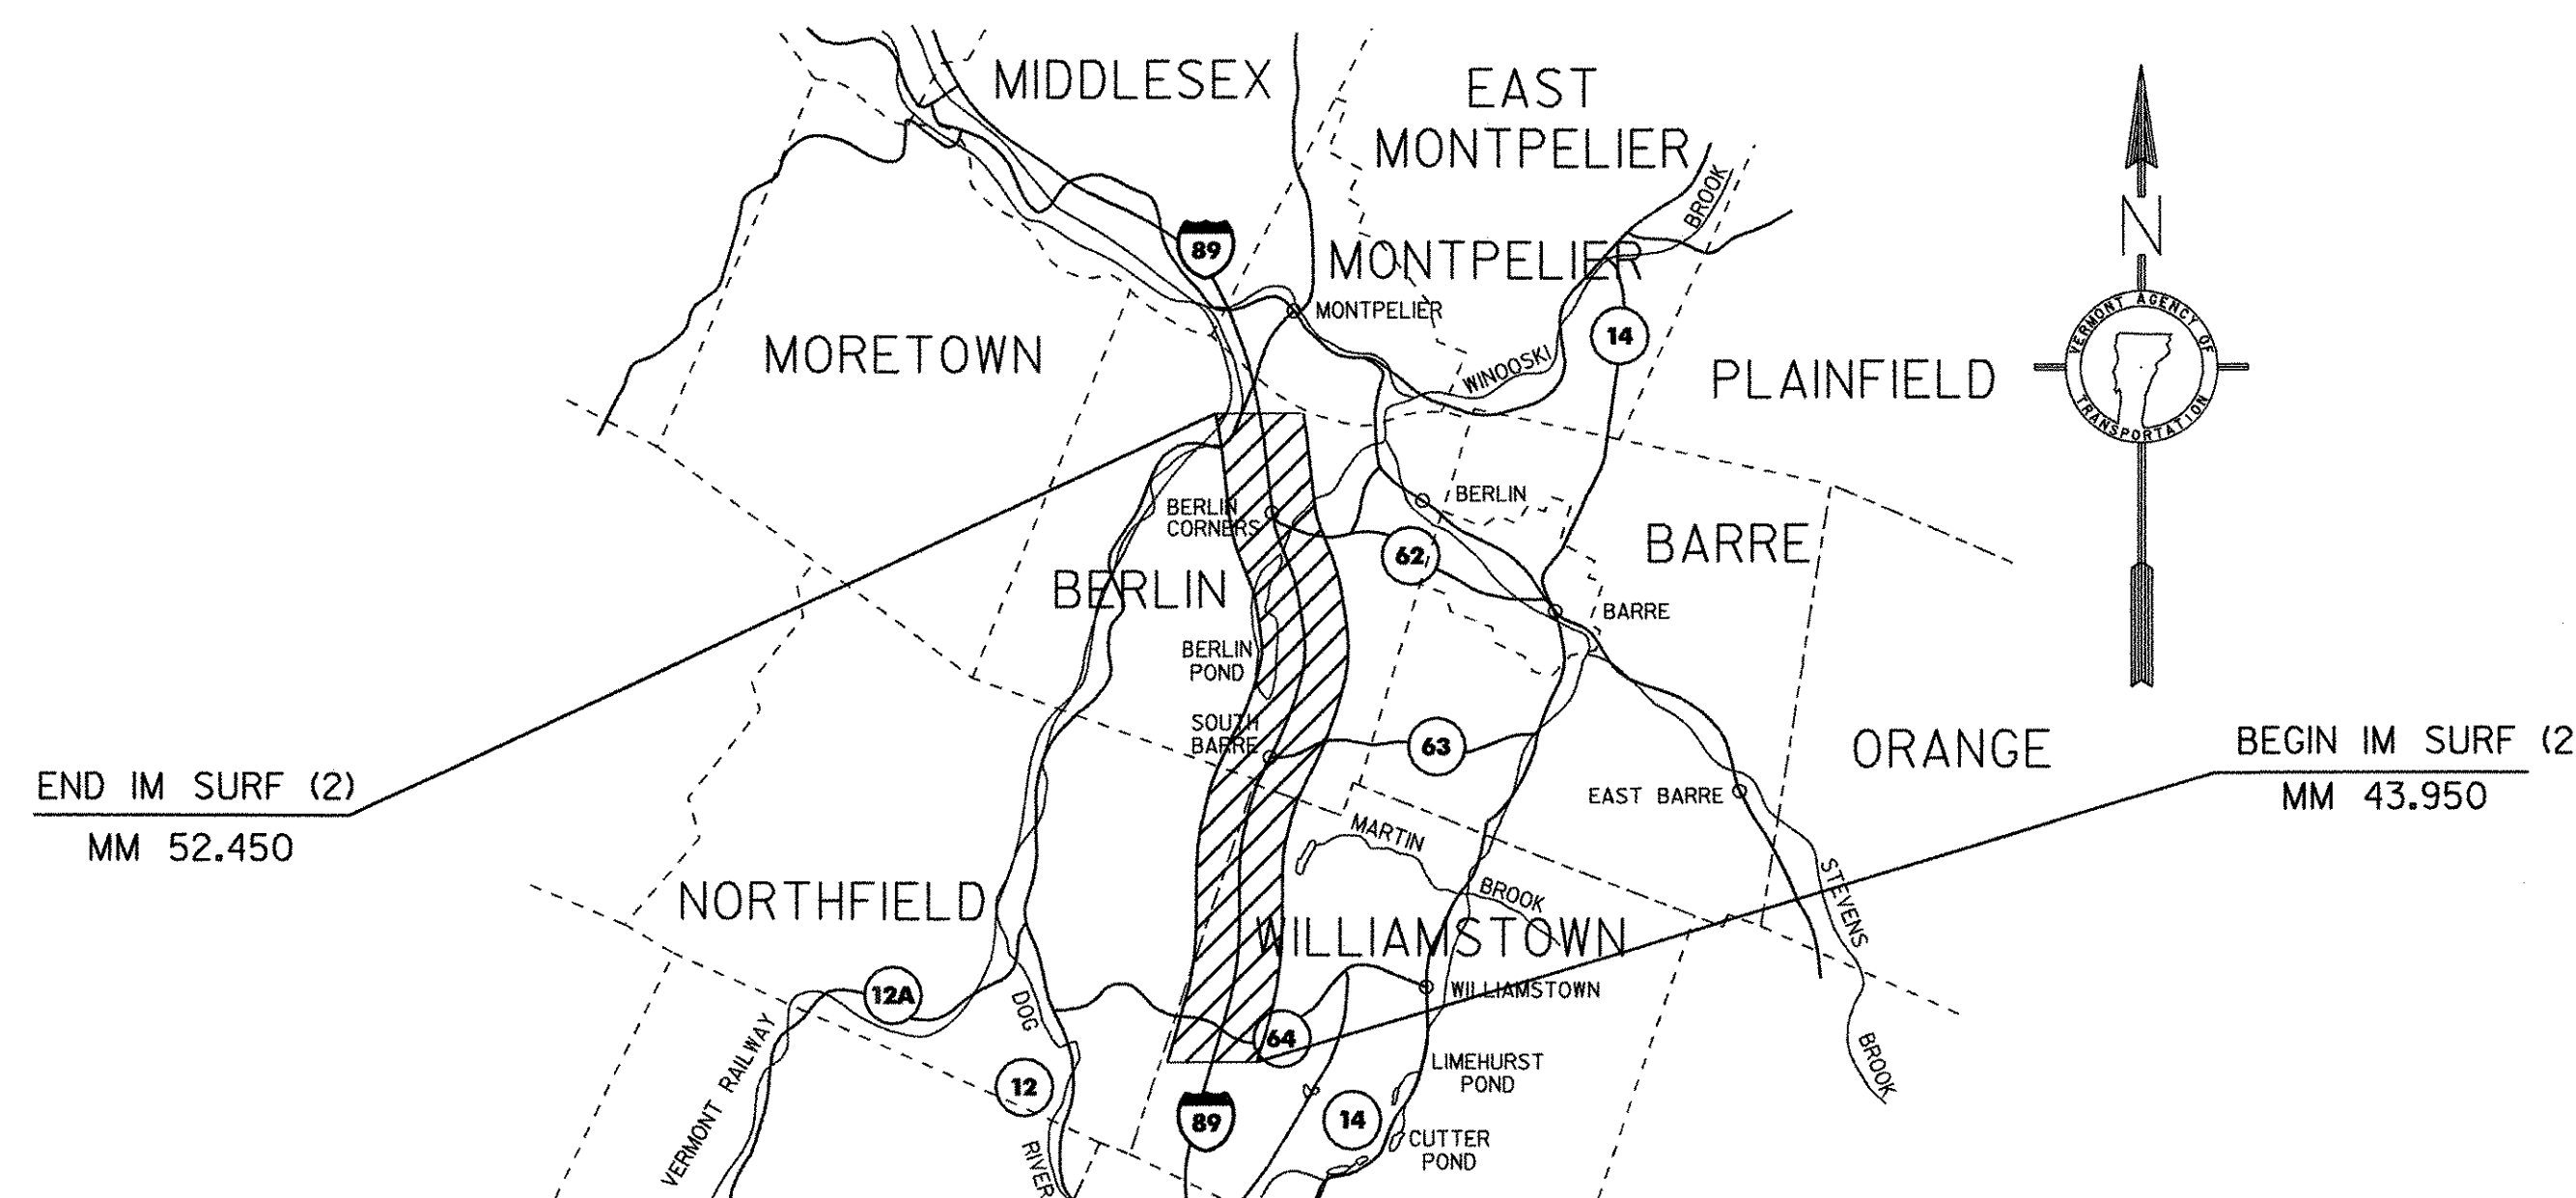 MIDDLESEX
EAST
MONTPELIER
BROOK
89
MONTPELIER
N
MONTPELIER
14
VERMONT AGENCY OF
TRANSPORTATION
MORETOWN
WINOOSKI
PLAINFIELD
BERLIN
CORNERS
BERLIN
62
BARRE
BERLIN
BARRE
BERLIN
POND
SOUTH
BARRE
63
ORANGE
BEGIN IM SURF (2
MM 43.950
END IM SURF (2)
MM 52.450
EAST BARRE
MARTIN
BROOK
STEVENS
BROOK
NORTHFIELD
WILLIAMSTOWN
12A
DOG
RIVER
WILLIAMSTOWN
64
VERMONT RAILWAY
12
LIMEHURST
POND
89
14
CUTTER
POND